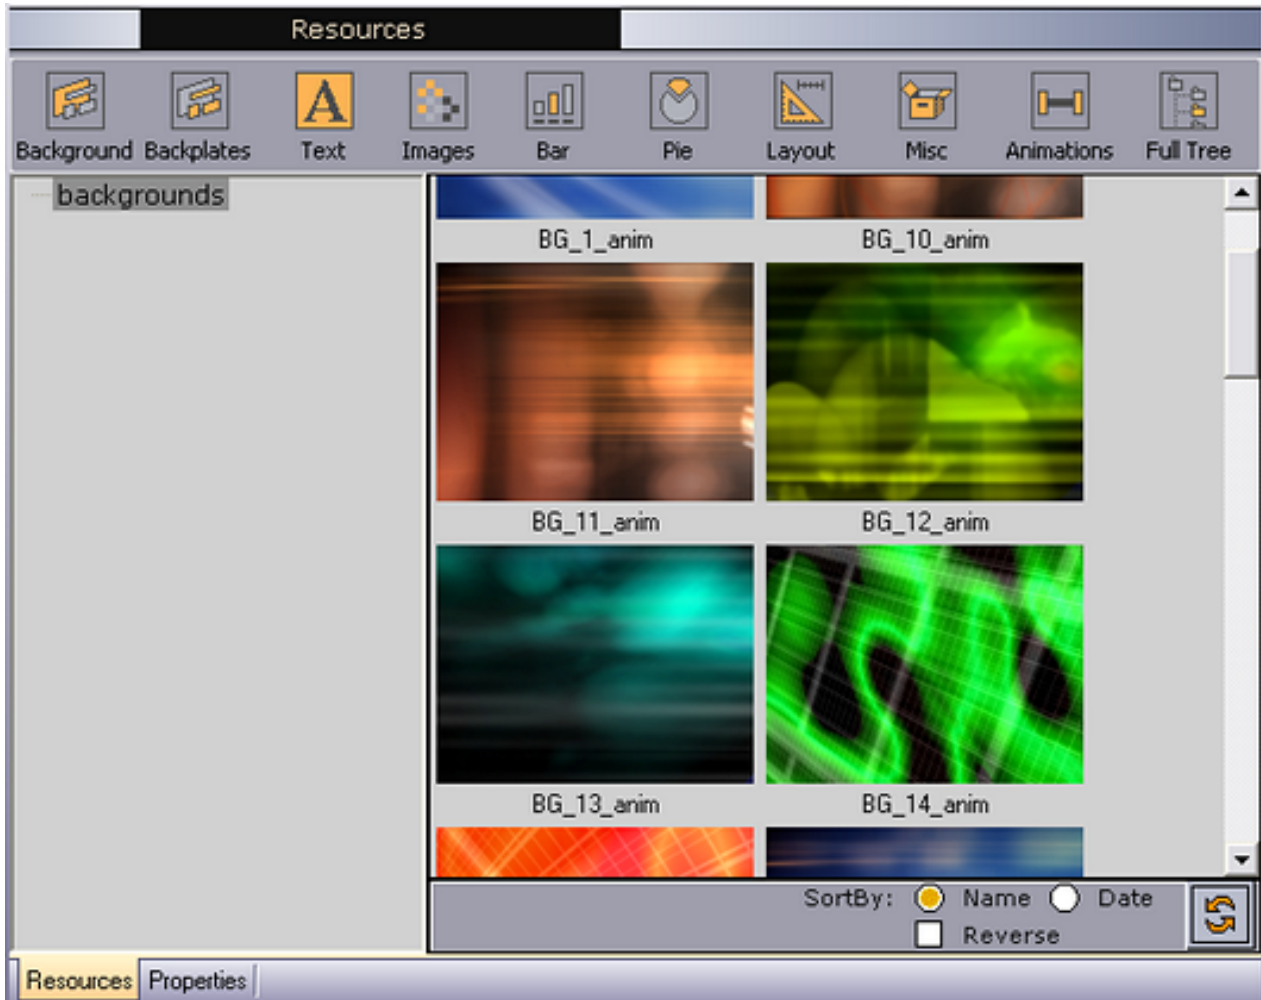 Resources
Background Backplates Text Images Bar Pie Layout Misc Animations Full Tree
backgrounds
BG_1_anim BG_10_anim
BG_11_anim BG_12_anim
BG_13_anim BG_14_anim
SortBy: Name Date
Reverse
Resources Properties